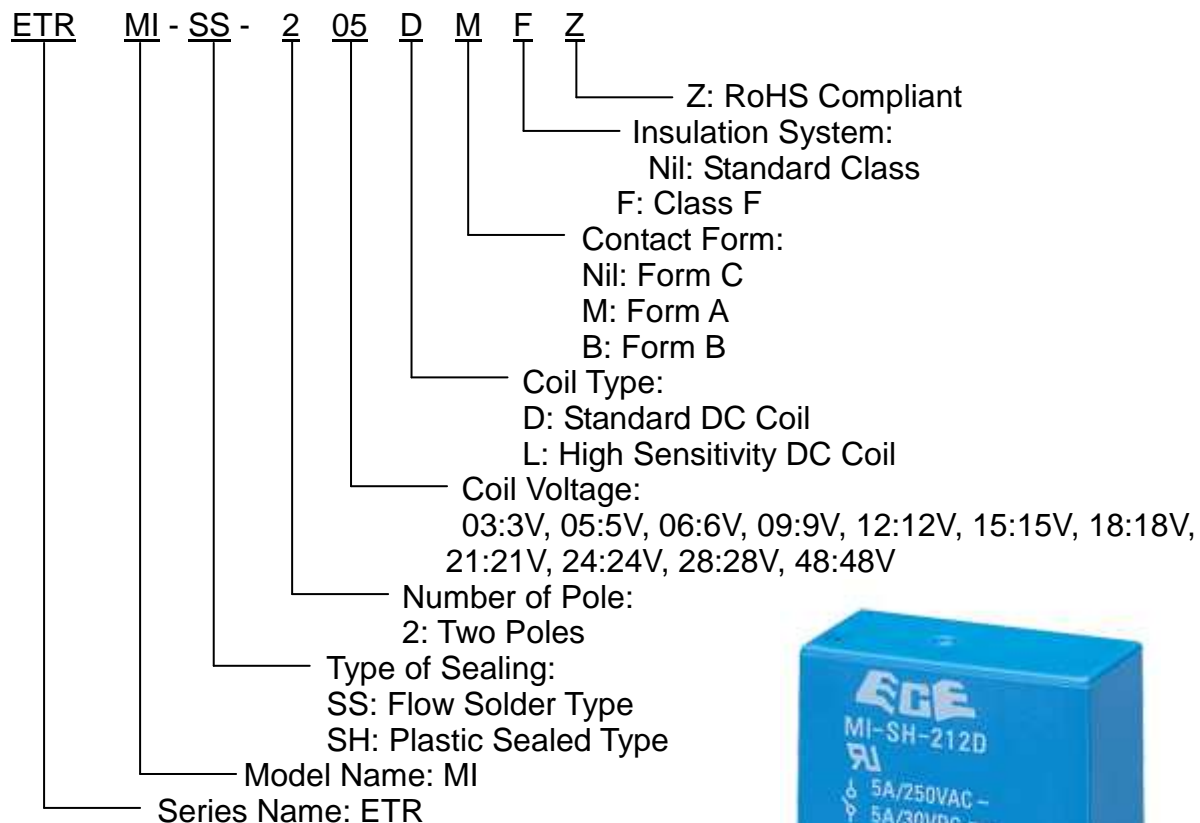 ETR MI - SS - 2 05 D M F Z
Z: RoHS Compliant
Insulation System:
Nil: Standard Class
F: Class F
Contact Form:
Nil: Form C
M: Form A
B: Form B
Coil Type:
D: Standard DC Coil
L: High Sensitivity DC Coil
Coil Voltage:
03:3V, 05:5V, 06:6V, 09:9V, 12:12V, 15:15V, 18:18V,
21:21V, 24:24V, 28:28V, 48:48V
Number of Pole:
2: Two Poles
Type of Sealing:
SS: Flow Solder Type
SH: Plastic Sealed Type
Model Name: MI
Series Name: ETR
ECE
MI-SH-212D
5A/250VAC~
5A/30VDC